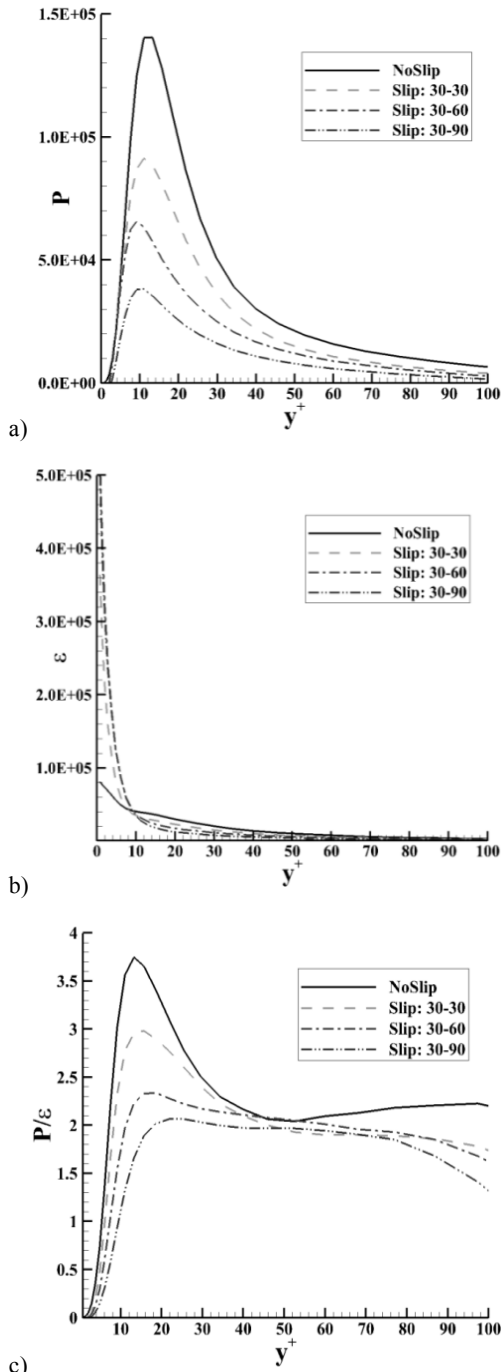 1.5E+05
1.0E+05
5.0E+04
0.0E+00
P
NoSlip
Slip: 30-30
Slip: 30-60
Slip: 30-90
0 10 20 30 40 50 60 70 80 90 100
y+
a)
5.0E+05
4.0E+05
3.0E+05
2.0E+05
1.0E+05
ε
NoSlip
Slip: 30-30
Slip: 30-60
Slip: 30-90
0 10 20 30 40 50 60 70 80 90 100
y+
b)
4
3.5
3
2.5
2
1.5
1
0.5
0
P/ε
NoSlip
Slip: 30-30
Slip: 30-60
Slip: 30-90
10 20 30 40 50 60 70 80 90 100
y+
c)